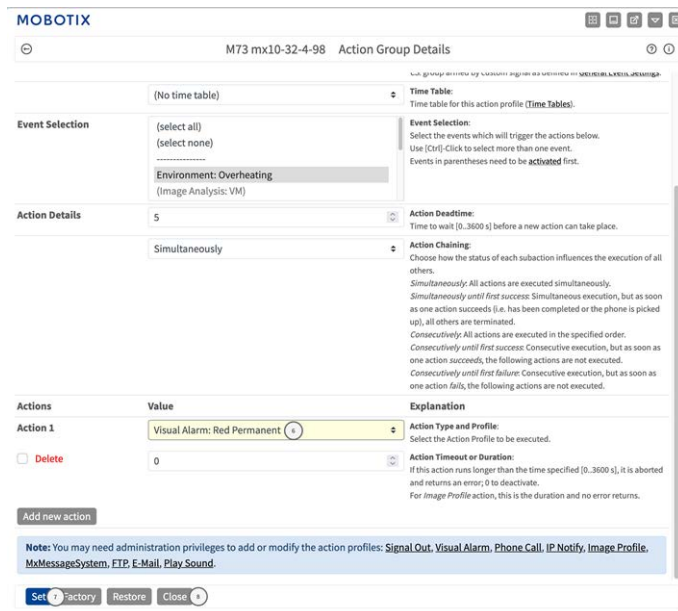 MOBOTIX
M73 mx10-32-4-98 Action Group Details
(No time table)
Time Table:
Time table for this action profile (Time Tables).
Event Selection
(select all)
(select none)
---------------
Environment: Overheating
(Image Analysis: VM)
Event Selection:
Select the events which will trigger the actions below.
Use [Ctrl]-Click to select more than one event.
Events in parentheses need to be activated first.
Action Details
5
Action Deadtime:
Time to wait [0..3600 s] before a new action can take place.
Simultaneously
Action Chaining:
Choose how the status of each subaction influences the execution of all
others.
Simultaneously: All actions are executed simultaneously.
Simultaneously until first success: Simultaneous execution, but as soon
as one action succeeds (i.e. has been completed or the phone is picked
up), all others are terminated.
Consecutively: All actions are executed in the specified order.
Consecutively until first success: Consecutive execution, but as soon as
one action succeeds, the following actions are not executed.
Consecutively until first failure: Consecutive execution, but as soon as
one action fails, the following actions are not executed.
Actions Value Explanation
Action 1
Visual Alarm: Red Permanent 6
Action Type and Profile:
Select the Action Profile to be executed.
Delete
0
Action Timeout or Duration:
If this action runs longer than the time specified [0..3600 s], it is aborted
and returns an error; 0 to deactivate.
For Image Profile action, this is the duration and no error returns.
Add new action
Note: You may need administration privileges to add or modify the action profiles: Signal Out, Visual Alarm, Phone Call, IP Notify, Image Profile,
MxMessageSystem, FTP, E-Mail, Play Sound.
Set 7 Factory Restore Close 8